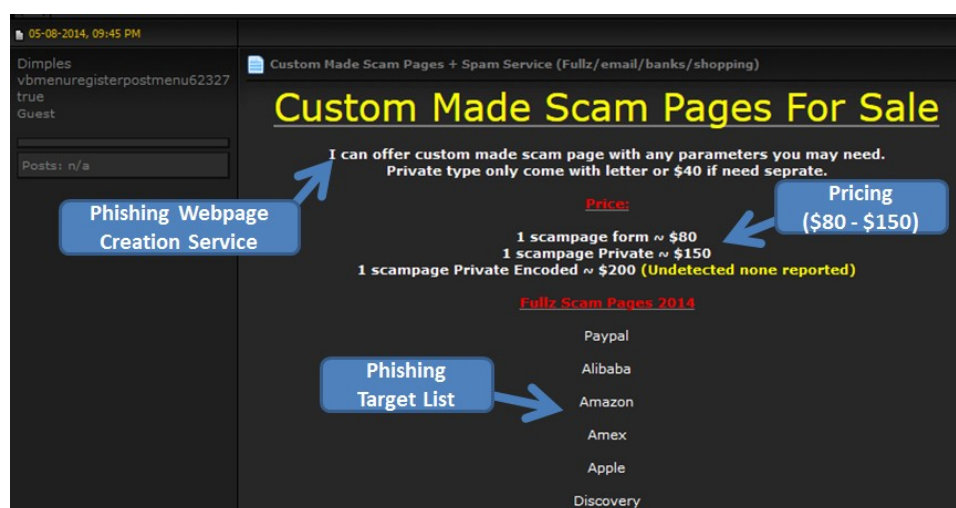 05-08-2014, 09:45 PM
Dimples
vbmenuregisterpostmenu62327
true
Guest
Posts: n/a
Custom Made Scam Pages + Spam Service (Fullz/email/banks/shopping)
Custom Made Scam Pages For Sale
I can offer custom made scam page with any parameters you may need.
Private type only come with letter or $40 if need seprate.
Phishing Webpage
Creation Service
Price:
Pricing
($80 - $150)
1 scampage form ~ $80
1 scampage Private ~ $150
1 scampage Private Encoded ~ $200 (Undetected none reported)
Fullz Scam Pages 2014
Paypal
Phishing
Target List
Alibaba
Amazon
Amex
Apple
Discovery